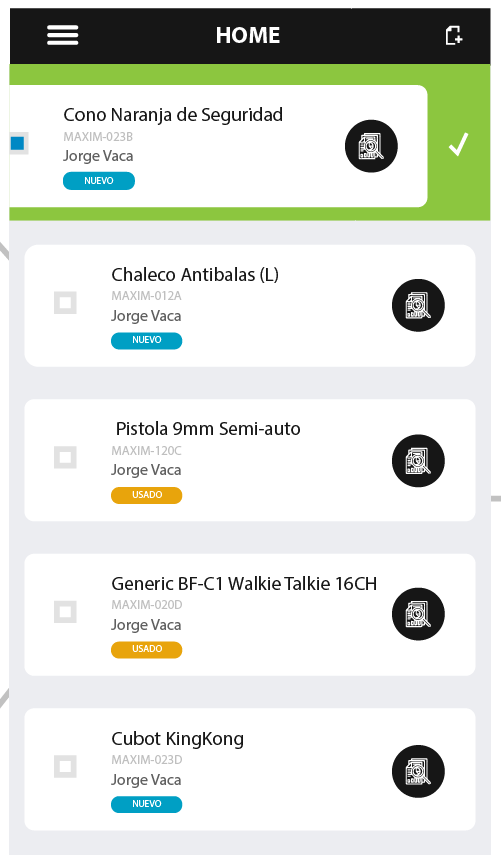 HOME
Cono Naranja de Seguridad
MAXIM-023B
Jorge Vaca
NUEVO
Chaleco Antibalas (L)
MAXIM-012A
Jorge Vaca
NUEVO
Pistola 9mm Semi-auto
MAXIM-120C
Jorge Vaca
USADO
Generic BF-C1 Walkie Talkie 16CH
MAXIM-020D
Jorge Vaca
USADO
Cubot KingKong
MAXIM-023D
Jorge Vaca
NUEVO